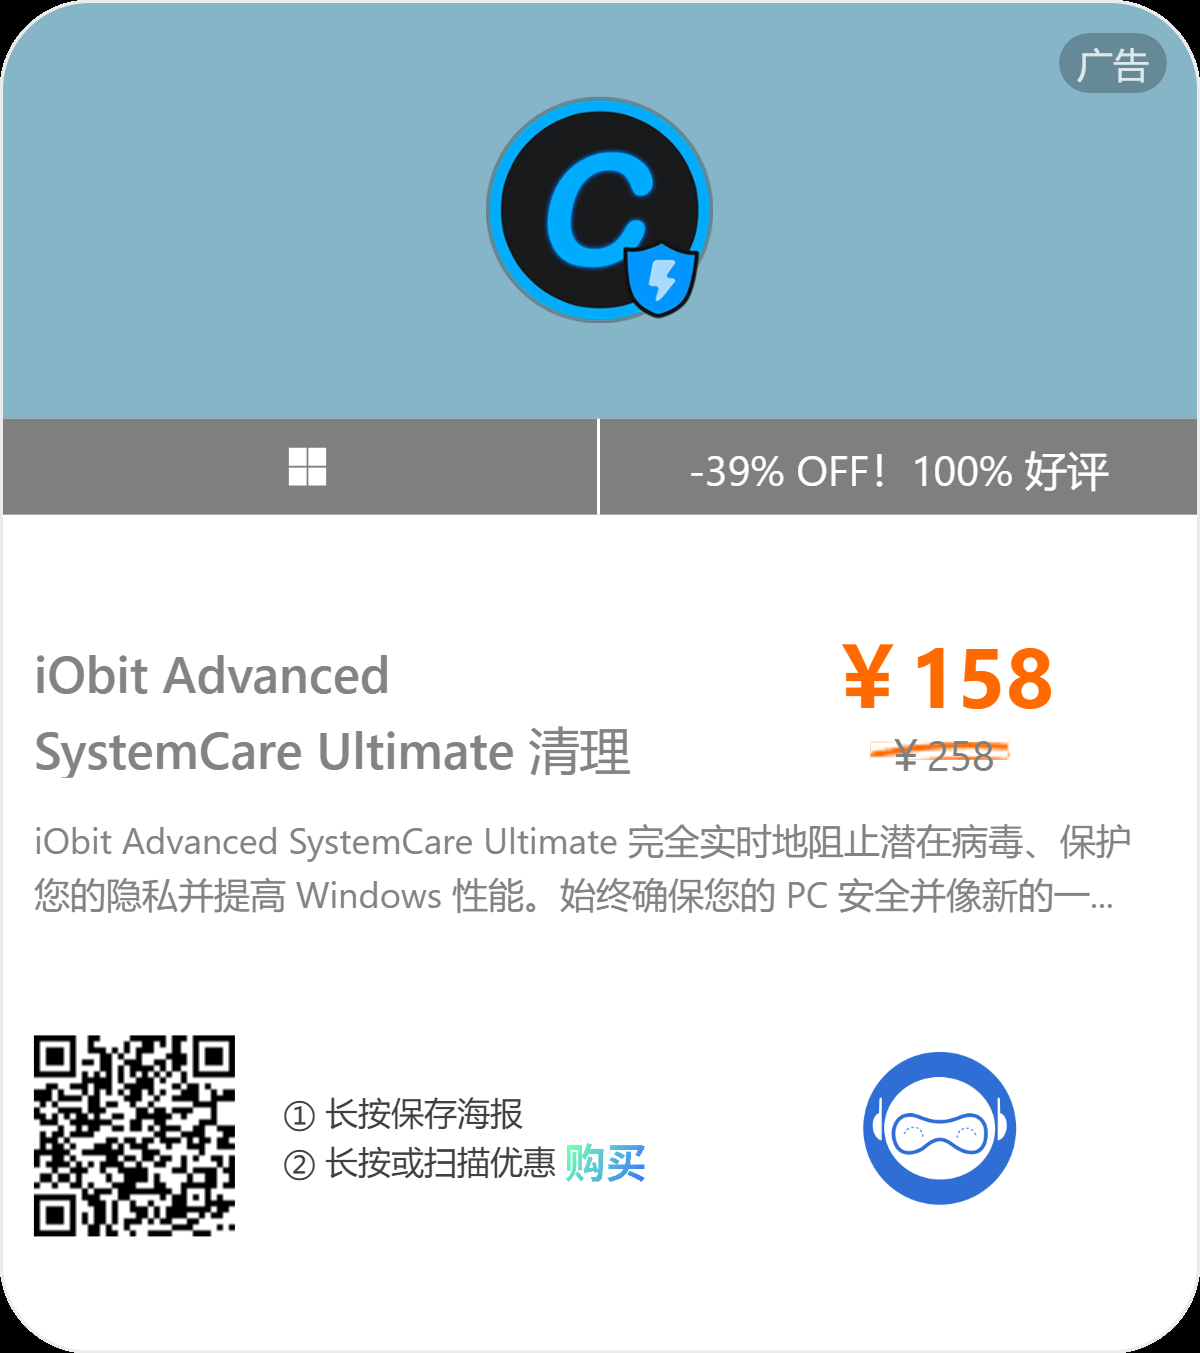 广告
C
-39% OFF！100% 好评
iObit Advanced
SystemCare Ultimate 清理
¥158
¥258
iObit Advanced SystemCare Ultimate 完全实时地阻止潜在病毒、保护
您的隐私并提高 Windows 性能。始终确保您的 PC 安全并像新的一...
① 长按保存海报
② 长按或扫描优惠 购买